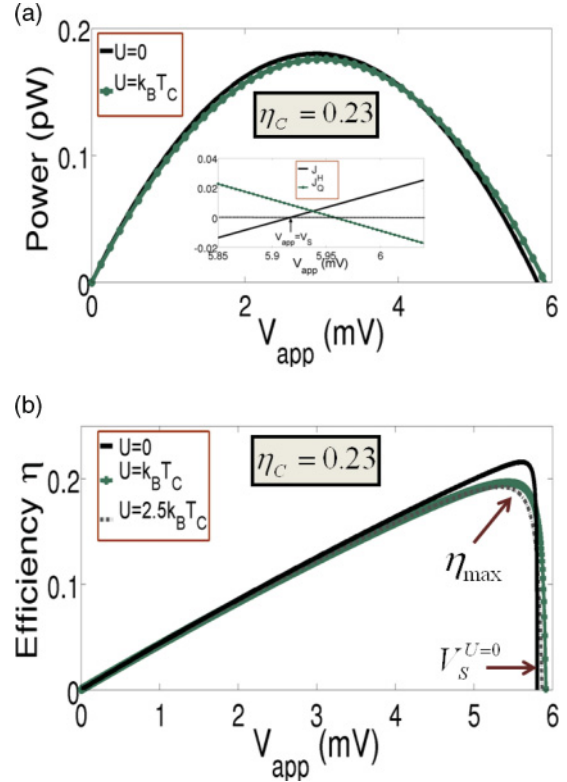 (a)
0.2
U=0
U=k_BT_C
η_C = 0.23
Power (pW)
0.1
0.04
J
J_Q^H
0.02
0
V_app=V_S
-0.02
5.85
5.9
5.95
6
V_app (mV)
0
0
2
4
6
V_app (mV)
(b)
U=0
U=k_BT_C
U=2.5k_BT_C
η_C = 0.23
0.2
Efficiency η
η_max
0.1
V_S^{U=0}
0
0
1
2
3
4
5
6
V_app (mV)